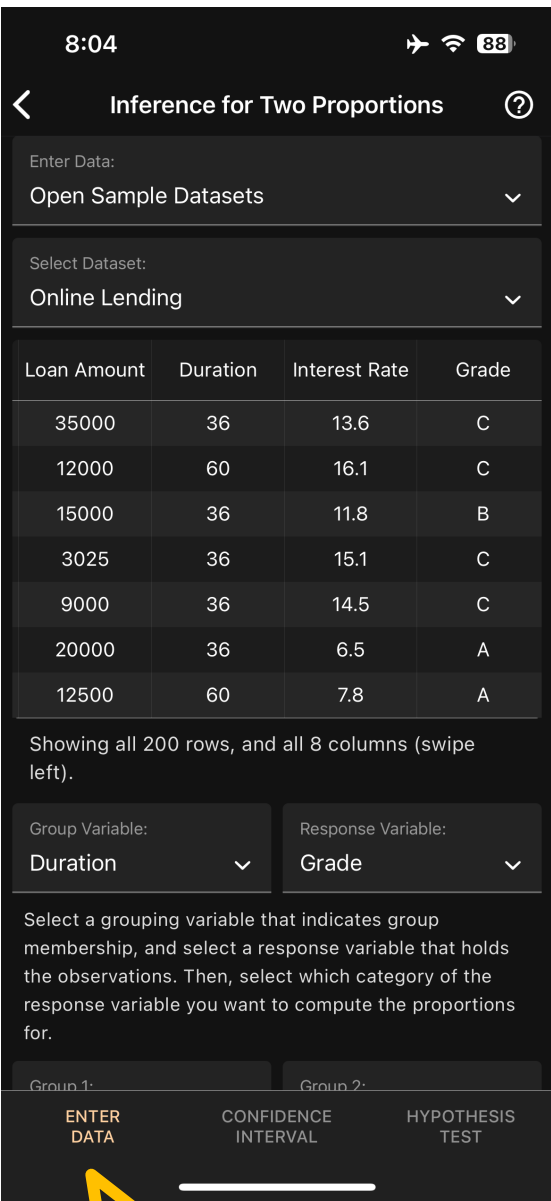 8:04
88
Inference for Two Proportions
?
Enter Data:
Open Sample Datasets
Select Dataset:
Online Lending
Loan Amount Duration Interest Rate Grade
35000 36 13.6 C
12000 60 16.1 C
15000 36 11.8 B
3025 36 15.1 C
9000 36 14.5 C
20000 36 6.5 A
12500 60 7.8 A
Showing all 200 rows, and all 8 columns (swipe
left).
Group Variable: Response Variable:
Duration Grade
Select a grouping variable that indicates group
membership, and select a response variable that holds
the observations. Then, select which category of the
response variable you want to compute the proportions
for.
Group 1: Group 2:
ENTER CONFIDENCE HYPOTHESIS
DATA INTERVAL TEST